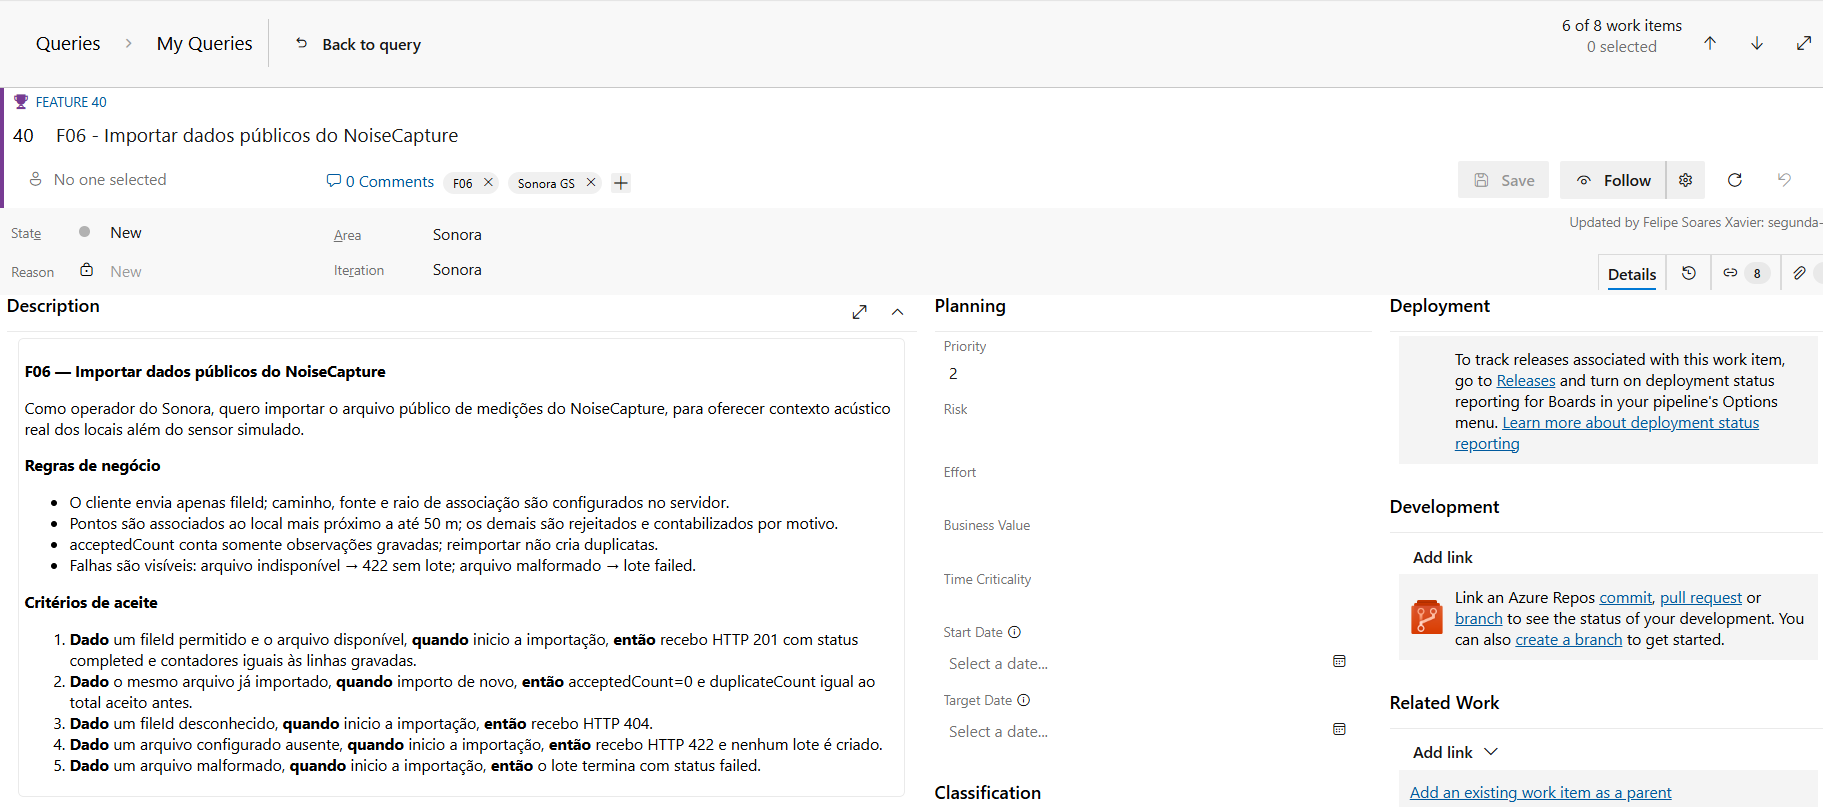 Queries > My Queries Back to query
6 of 8 work items
0 selected
FEATURE 40
40 F06 - Importar dados públicos do NoiseCapture
No one selected
0 Comments F06 Sonora GS
Save Follow
State New
Area Sonora
Updated by Felipe Soares Xavier: segunda-
Reason New
Iteration Sonora
Details 8
Description
F06 — Importar dados públicos do NoiseCapture
Como operador do Sonora, quero importar o arquivo público de medições do NoiseCapture, para oferecer contexto acústico
real dos locais além do sensor simulado.
Regras de negócio
• O cliente envia apenas fileId; caminho, fonte e raio de associação são configurados no servidor.
• Pontos são associados ao local mais próximo a até 50 m; os demais são rejeitados e contabilizados por motivo.
• acceptedCount conta somente observações gravadas; reimportar não cria duplicatas.
• Falhas são visíveis: arquivo indisponível → 422 sem lote; arquivo malformado → lote failed.
Critérios de aceite
1. Dado um fileId permitido e o arquivo disponível, quando inicio a importação, então recebo HTTP 201 com status
completed e contadores iguais às linhas gravadas.
2. Dado o mesmo arquivo já importado, quando importo de novo, então acceptedCount=0 e duplicateCount igual ao
total aceito antes.
3. Dado um fileId desconhecido, quando inicio a importação, então recebo HTTP 404.
4. Dado um arquivo configurado ausente, quando inicio a importação, então recebo HTTP 422 e nenhum lote é criado.
5. Dado um arquivo malformado, quando inicio a importação, então o lote termina com status failed.
Planning
Priority
2
Risk
Effort
Business Value
Time Criticality
Start Date
Select a date...
Target Date
Select a date...
Classification
Deployment
To track releases associated with this work item,
go to Releases and turn on deployment status
reporting for Boards in your pipeline's Options
menu. Learn more about deployment status
reporting
Development
Add link
Link an Azure Repos commit, pull request or
branch to see the status of your development. You
can also create a branch to get started.
Related Work
Add link
Add an existing work item as a parent